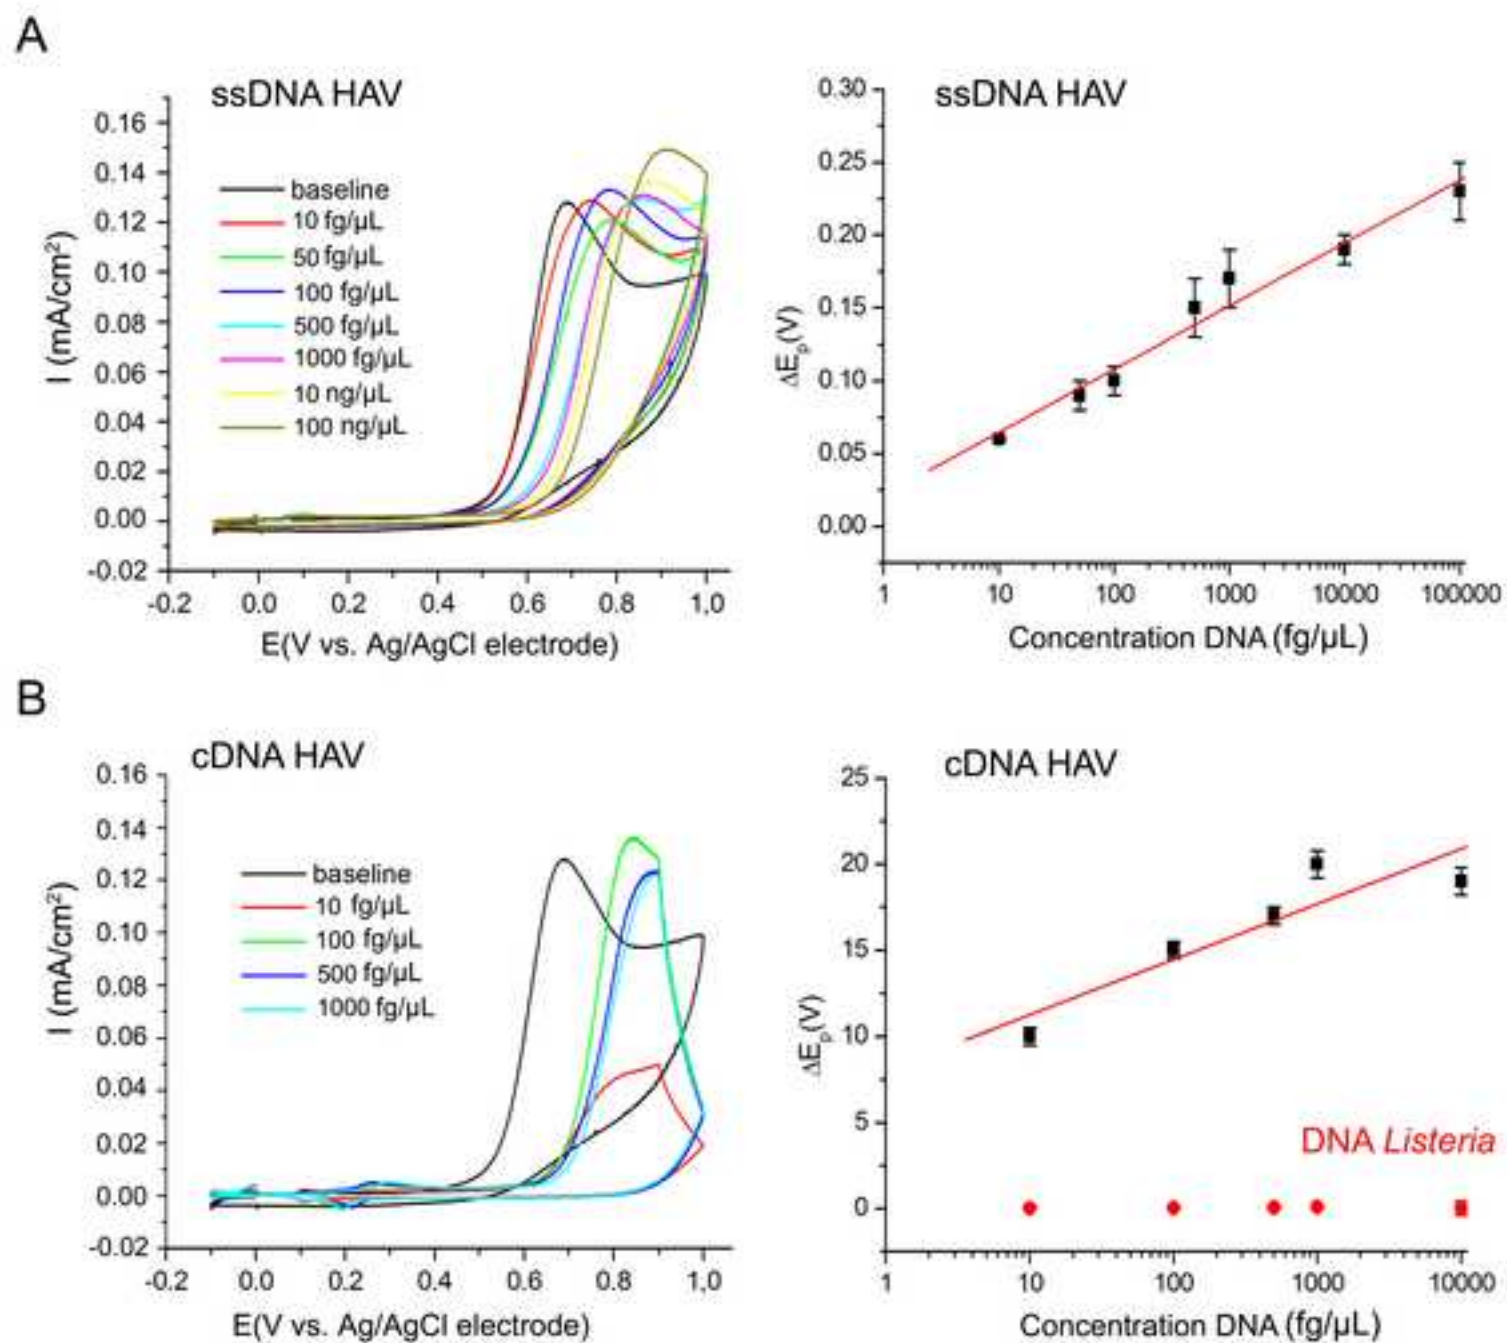 A
ssDNA HAV
0.16
0.14
0.12
0.10
0.08
0.06
0.04
0.02
0.00
-0.02
I (mA/cm²)
baseline
10 fg/µL
50 fg/µL
100 fg/µL
500 fg/µL
1000 fg/µL
10 ng/µL
100 ng/µL
-0.2 0.0 0.2 0.4 0.6 0.8 1,0
E(V vs. Ag/AgCl electrode)
ssDNA HAV
0.30
0.25
0.20
0.15
0.10
0.05
0.00
ΔEp(V)
1 10 100 1000 10000 100000
Concentration DNA (fg/µL)
B
cDNA HAV
0.16
0.14
0.12
0.10
0.08
0.06
0.04
0.02
0.00
-0.02
I (mA/cm²)
baseline
10 fg/µL
100 fg/µL
500 fg/µL
1000 fg/µL
-0.2 0.0 0.2 0.4 0.6 0.8 1,0
E(V vs. Ag/AgCl electrode)
cDNA HAV
25
20
15
10
5
0
ΔEp(V)
DNA Listeria
1 10 100 1000 10000
Concentration DNA (fg/µL)